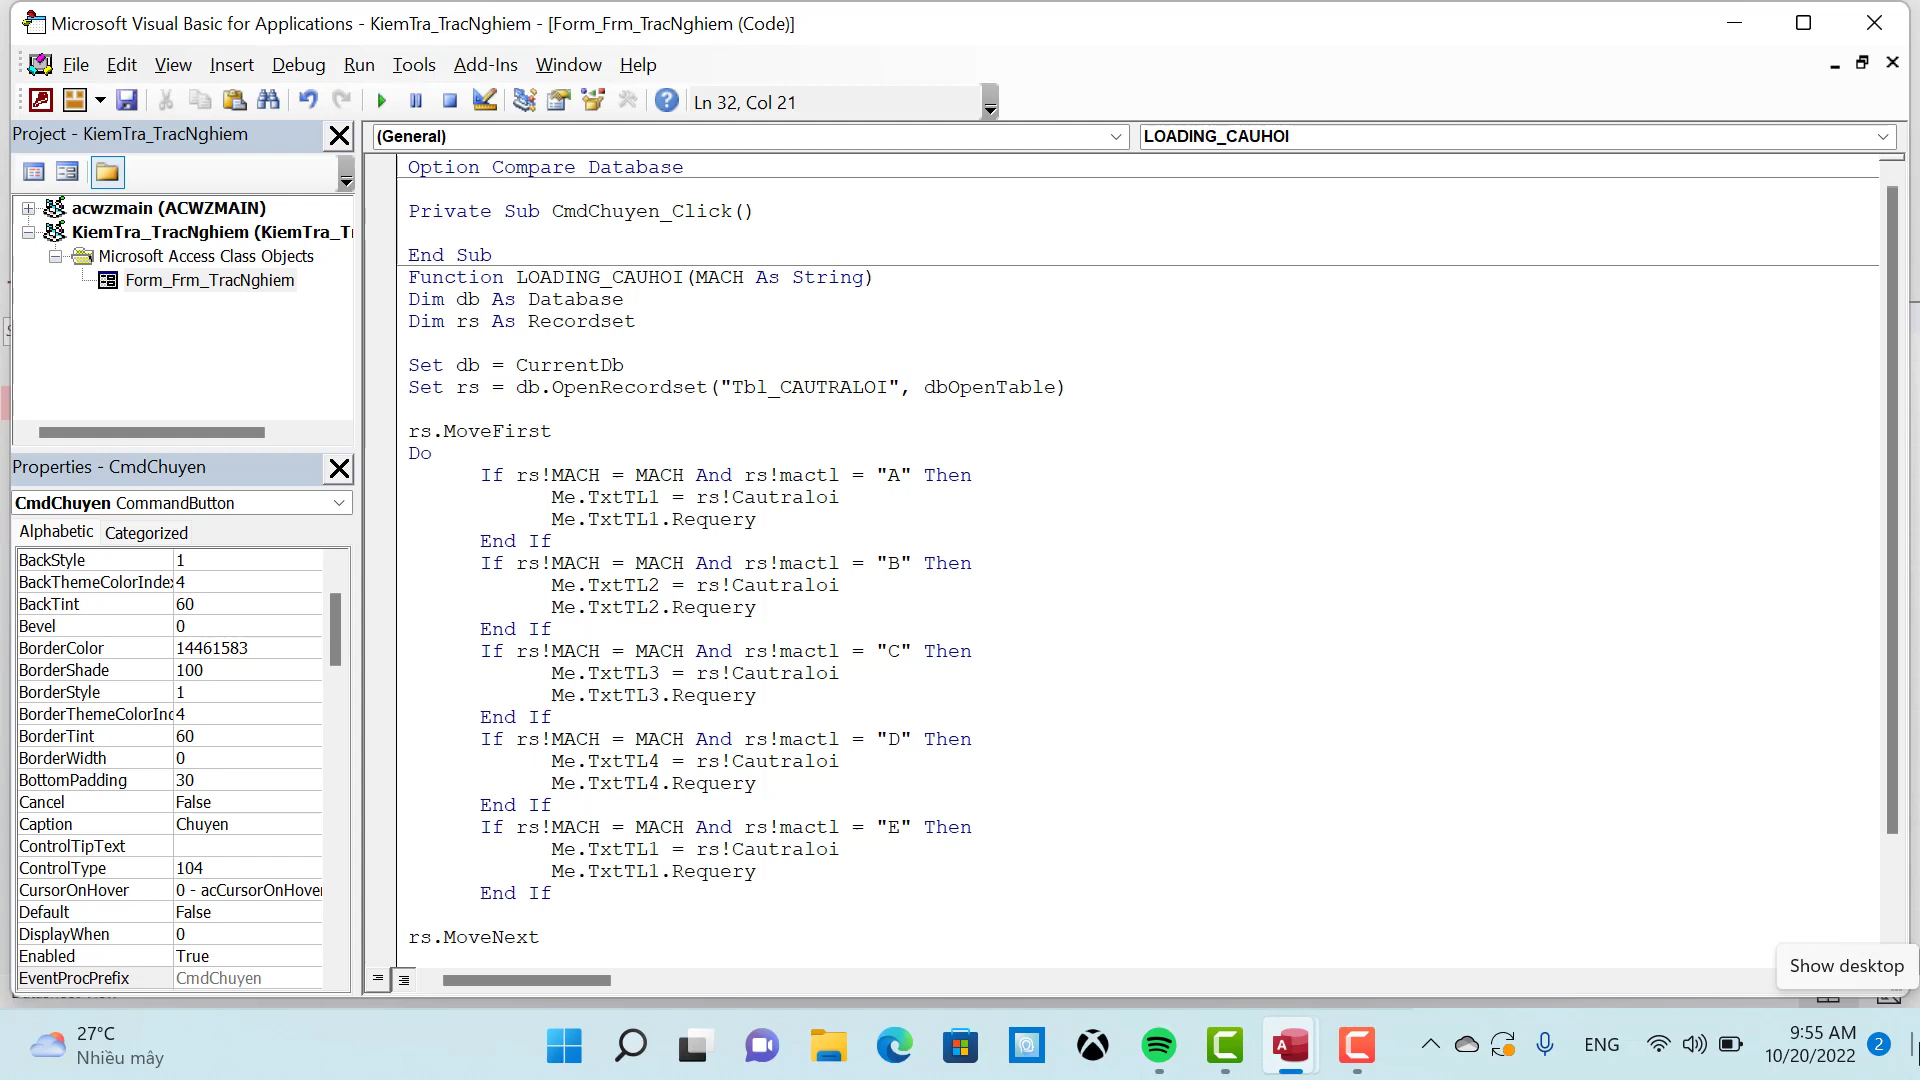 Microsoft Visual Basic for Applications - KiemTra_TracNghiem - [Form_Frm_TracNghiem (Code)]
File Edit View Insert Debug Run Tools Add-Ins Window Help
Ln 32, Col 21
Project - KiemTra_TracNghiem
acwzmain (ACWZMAIN)
KiemTra_TracNghiem (KiemTra_T
Microsoft Access Class Objects
Form_Frm_TracNghiem
Properties - CmdChuyen
CmdChuyen CommandButton
Alphabetic Categorized
BackStyle 1
BackThemeColorIndex 4
BackTint 60
Bevel 0
BorderColor 14461583
BorderShade 100
BorderStyle 1
BorderThemeColorInd 4
BorderTint 60
BorderWidth 0
BottomPadding 30
Cancel False
Caption Chuyen
ControlTipText
ControlType 104
CursorOnHover 0 - acCursorOnHover
Default False
DisplayWhen 0
Enabled True
EventProcPrefix CmdChuyen
(General) LOADING_CAUHOI
Option Compare Database
Private Sub CmdChuyen_Click()
End Sub
Function LOADING_CAUHOI(MACH As String)
Dim db As Database
Dim rs As Recordset
Set db = CurrentDb
Set rs = db.OpenRecordset("Tbl_CAUTRALOI", dbOpenTable)
rs.MoveFirst
Do
If rs!MACH = MACH And rs!mactl = "A" Then
Me.TxtTL1 = rs!Cautraloi
Me.TxtTL1.Requery
End If
If rs!MACH = MACH And rs!mactl = "B" Then
Me.TxtTL2 = rs!Cautraloi
Me.TxtTL2.Requery
End If
If rs!MACH = MACH And rs!mactl = "C" Then
Me.TxtTL3 = rs!Cautraloi
Me.TxtTL3.Requery
End If
If rs!MACH = MACH And rs!mactl = "D" Then
Me.TxtTL4 = rs!Cautraloi
Me.TxtTL4.Requery
End If
If rs!MACH = MACH And rs!mactl = "E" Then
Me.TxtTL1 = rs!Cautraloi
Me.TxtTL1.Requery
End If
rs.MoveNext
Show desktop
27°C
Nhiều mây
ENG
9:55 AM
10/20/2022
2